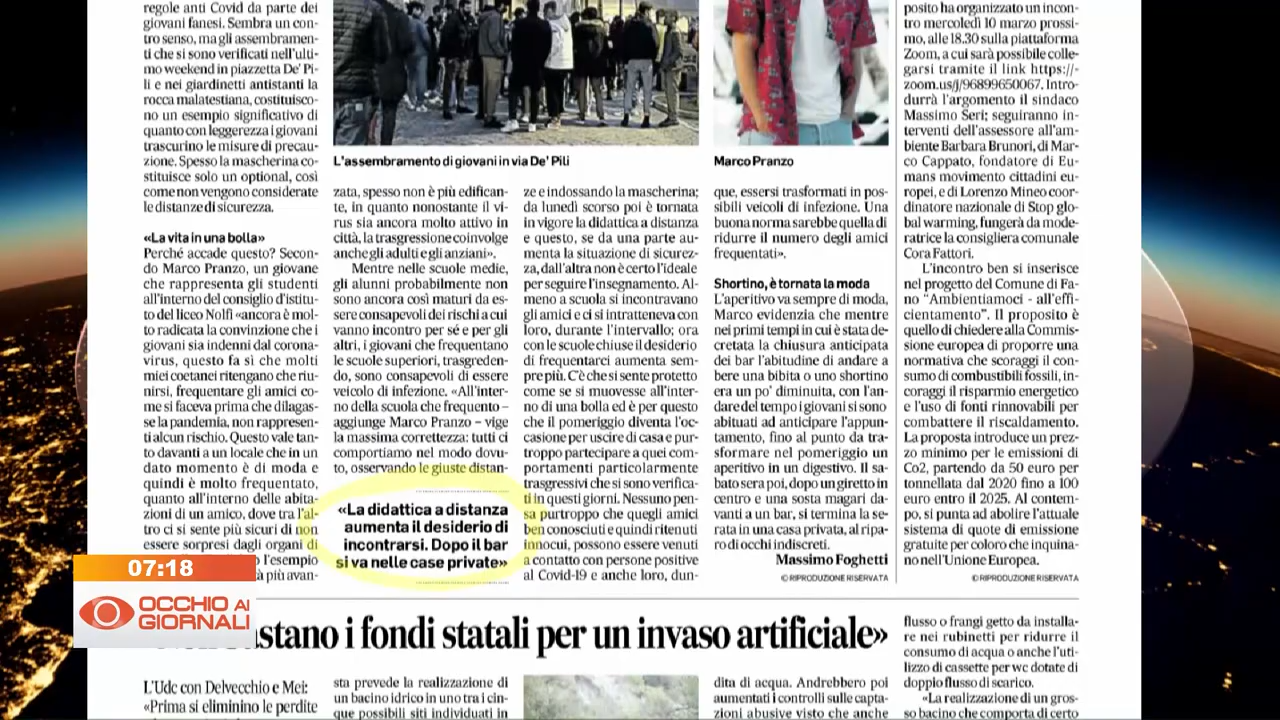 regole anti Covid da parte dei
giovani fanesi. Sembra un con-
tro senso, ma gli assembramen-
ti che si sono verificati nell'ulti-
mo weekend in piazzetta De' Pi-
li e nei giardinetti antistanti la
rocca malatestiana, costituisco-
no un esempio significativo di
quanto con leggerezza i giovani
trascurino le misure di precau-
zione. Spesso la mascherina co-
stituisce solo un optional, così
come non vengono considerate
le distanze di sicurezza.
«La vita in una bolla»
Perché accade questo? Secon-
do Marco Pranzo, un giovane
che rappresenta gli studenti
all'interno del consiglio d'istitu-
to del liceo Nolfi «ancora è mol-
to radicata la convinzione che i
giovani sia indenni dal corona-
virus, questo fa sì che molti
miei coetanei ritengano che riu-
nirsi, frequentare gli amici co-
me si faceva prima che dilagas-
se la pandemia, non rappresen-
ti alcun rischio. Questo vale tan-
to davanti a un locale che in un
dato momento è di moda e
quindi è molto frequentato,
quanto all'interno delle abita-
zioni di un amico, dove tra l'al-
tro ci si sente più sicuri di non
essere sorpresi dagli organi di
o l'esempio
à più avan-
L'assembramento di giovani in via De' Pili
zata, spesso non è più edifican-
te, in quanto nonostante il vi-
rus sia ancora molto attivo in
città, la trasgressione coinvolge
anche gli adulti e gli anziani».
Mentre nelle scuole medie,
gli alunni probabilmente non
sono ancora così maturi da es-
sere consapevoli dei rischi a cui
vanno incontro per sé e per gli
altri, i giovani che frequentano
le scuole superiori, trasgreden-
do, sono consapevoli di essere
veicolo di infezione. «All'inter-
no della scuola che frequento –
aggiunge Marco Pranzo – vige
la massima correttezza: tutti ci
comportiamo nel modo dovu-
to, osservando le giuste distan-
«La didattica a distanza
aumenta il desiderio di
incontrarsi. Dopo il bar
si va nelle case private»
ze e indossando la mascherina;
da lunedì scorso poi è tornata
in vigore la didattica a distanza
e questo, se da una parte au-
menta la situazione di sicurez-
za, dall'altra non è certo l'ideale
per seguire l'insegnamento. Al-
meno a scuola si incontravano
gli amici e ci si intratteneva con
loro, durante l'intervallo; ora
con le scuole chiuse il desiderio
di frequentarci aumenta sem-
pre più. C'è che si sente protetto
come se si muovesse all'inter-
no di una bolla ed è per questo
che il pomeriggio diventa l'oc-
casione per uscire di casa e pur-
troppo partecipare a quei com-
portamenti particolarmente
trasgressivi che si sono verifica-
ti in questi giorni. Nessuno pen-
sa purtroppo che quegli amici
ben conosciuti e quindi ritenuti
innocui, possono essere venuti
a contatto con persone positive
al Covid-19 e anche loro, dun-
Marco Pranzo
que, essersi trasformati in pos-
sibili veicoli di infezione. Una
buona norma sarebbe quella di
ridurre il numero degli amici
frequentati».
Shortino, è tornata la moda
L'aperitivo va sempre di moda,
Marco evidenzia che mentre
nei primi tempi in cui è stata de-
cretata la chiusura anticipata
dei bar l'abitudine di andare a
bere una bibita o uno shortino
era un po' diminuita, con l'an-
dare del tempo i giovani si sono
abituati ad anticipare l'appun-
tamento, fino al punto da tra-
sformare nel pomeriggio un
aperitivo in un digestivo. Il sa-
bato sera poi, dopo un giretto in
centro e una sosta magari da-
vanti a un bar, si termina la se-
rata in una casa privata, al ripa-
ro di occhi indiscreti.
Massimo Foghetti
© RIPRODUZIONE RISERVATA
posito ha organizzato un incon-
tro mercoledì 10 marzo prossi-
mo, alle 18.30 sulla piattaforma
Zoom, a cui sarà possibile colle-
garsi tramite il link https://-
zoom.us/j/96899650067. Intro-
durrà l'argomento il sindaco
Massimo Seri; seguiranno in-
terventi dell'assessore all'am-
biente Barbara Brunori, di Mar-
co Cappato, fondatore di Eu-
mans movimento cittadini eu-
ropei, e di Lorenzo Mineo coor-
dinatore nazionale di Stop glo-
bal warming, fungerà da mode-
ratrice la consigliera comunale
Cora Fattori.
L'incontro ben si inserisce
nel progetto del Comune di Fa-
no "Ambientiamoci - all'effi-
cientamento". Il proposito è
quello di chiedere alla Commis-
sione europea di proporre una
normativa che scoraggi il con-
sumo di combustibili fossili, in-
coraggi il risparmio energetico
e l'uso di fonti rinnovabili per
combattere il riscaldamento.
La proposta introduce un prez-
zo minimo per le emissioni di
Co2, partendo da 50 euro per
tonnellata dal 2020 fino a 100
euro entro il 2025. Al contem-
po, si punta ad abolire l'attuale
sistema di quote di emissione
gratuite per coloro che inquina-
no nell'Unione Europea.
© RIPRODUZIONE RISERVATA
07:18
OCCHIO AI
GIORNALI
astano i fondi statali per un invaso artificiale»
L'Udc con Delvecchio e Mei:
«Prima si eliminino le perdite
sta prevede la realizzazione di
un bacino idrico in uno tra i cin-
que possibili siti individuati in
dita di acqua. Andrebbero poi
aumentati i controlli sulle capta-
zioni abusive visto che anche
flusso o frangi getto da installa-
re nei rubinetti per ridurre il
consumo di acqua o anche l'uti-
lizzo di cassette per wc dotate di
doppio flusso di scarico.
«La realizzazione di un gros-
so bacino che comporta di certo